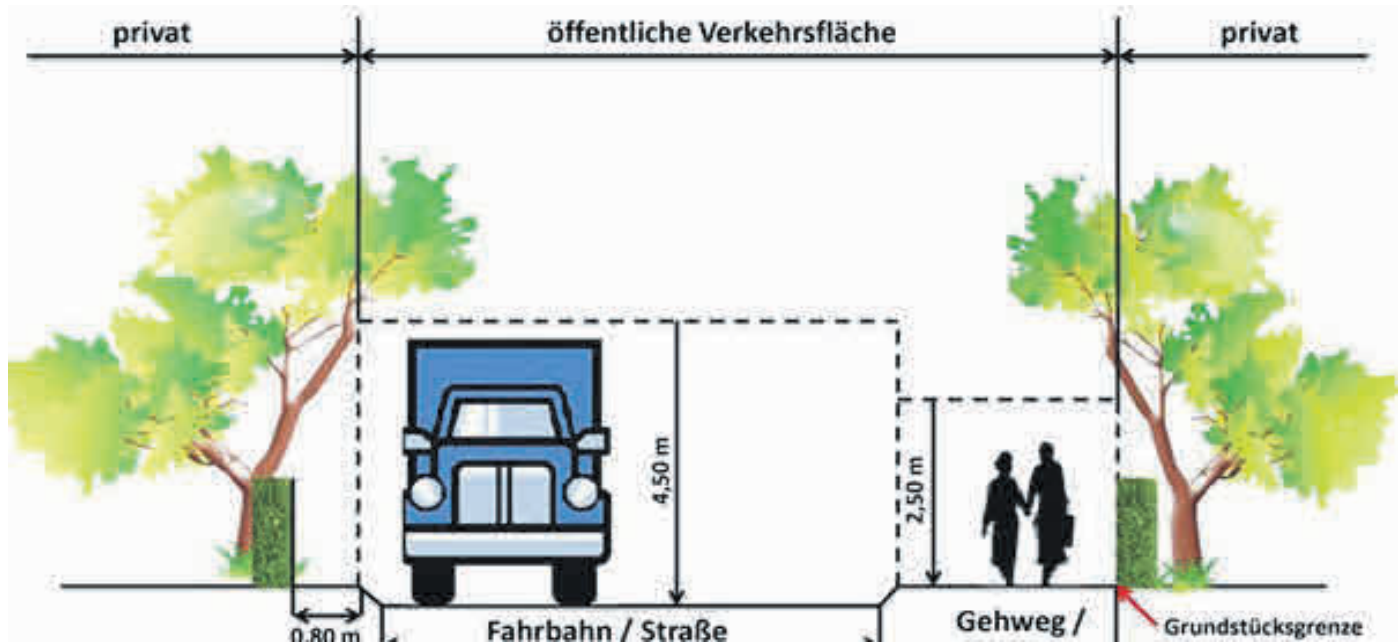 privat
öffentliche Verkehrsfläche
privat
4,50 m
2,50 m
0,80 m
Fahrbahn / Straße
Gehweg /
Grundstücksgrenze